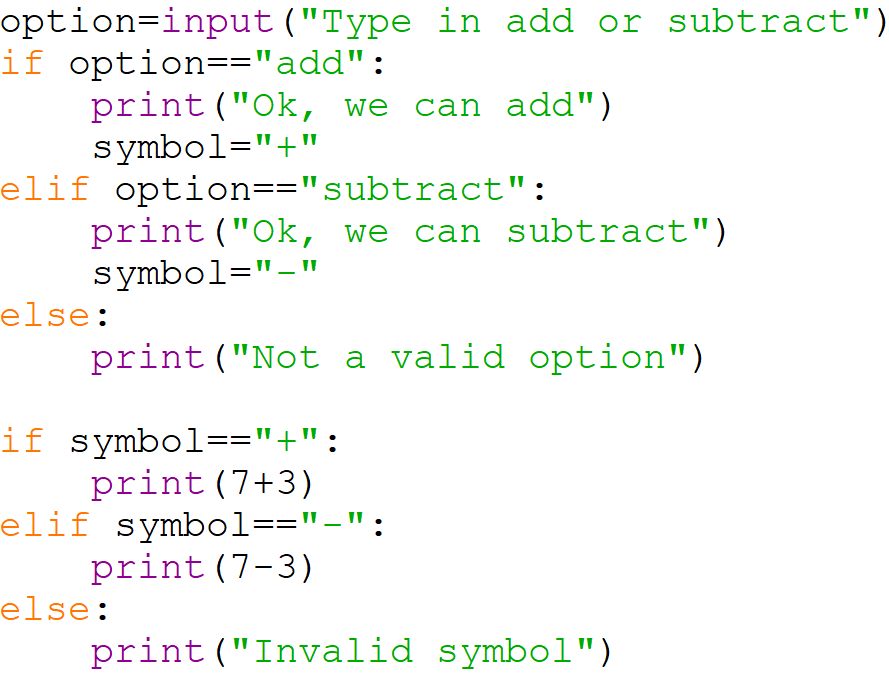 option=input("Type in add or subtract")
if option=="add":
    print("Ok, we can add")
    symbol="+"
elif option=="subtract":
    print("Ok, we can subtract")
    symbol="-"
else:
    print("Not a valid option")

if symbol=="+":
    print(7+3)
elif symbol=="-":
    print(7-3)
else:
    print("Invalid symbol")